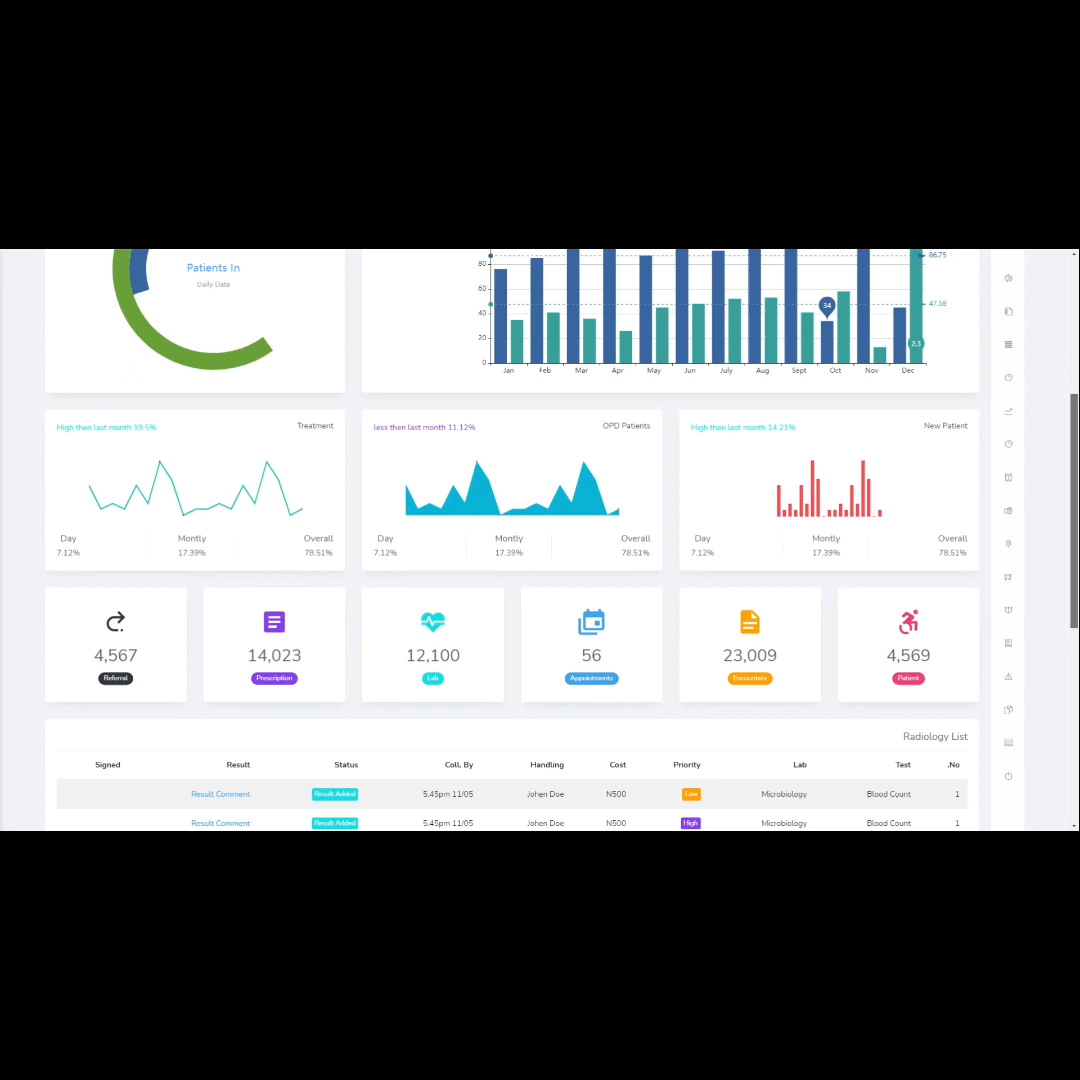 Patients In
Daily Data
80
60
40
20
0
86.75
47.58
34
2.3
Jan Feb Mar Apr May Jun July Aug Sept Oct Nov Dec
High then last month 19.5% Treatment
Day Montly Overall
7.12% 17.39% 78.51%
less then last month 11.12% OPD Patients
Day Montly Overall
7.12% 17.39% 78.51%
High then last month 14.21% New Patient
Day Montly Overall
7.12% 17.39% 78.51%
4,567 14,023 12,100 56 23,009 4,569
Referral Prescription Lab Appointments Encounters Patient
Radiology List
Signed Result Status Coll. By Handling Cost Priority Lab Test .No
Result Comment Result Added 5.45pm 11/05 Johen Doe N500 Law Microbiology Blood Count 1
Result Comment Result Added 5.45pm 11/05 Johen Doe N500 High Microbiology Blood Count 1